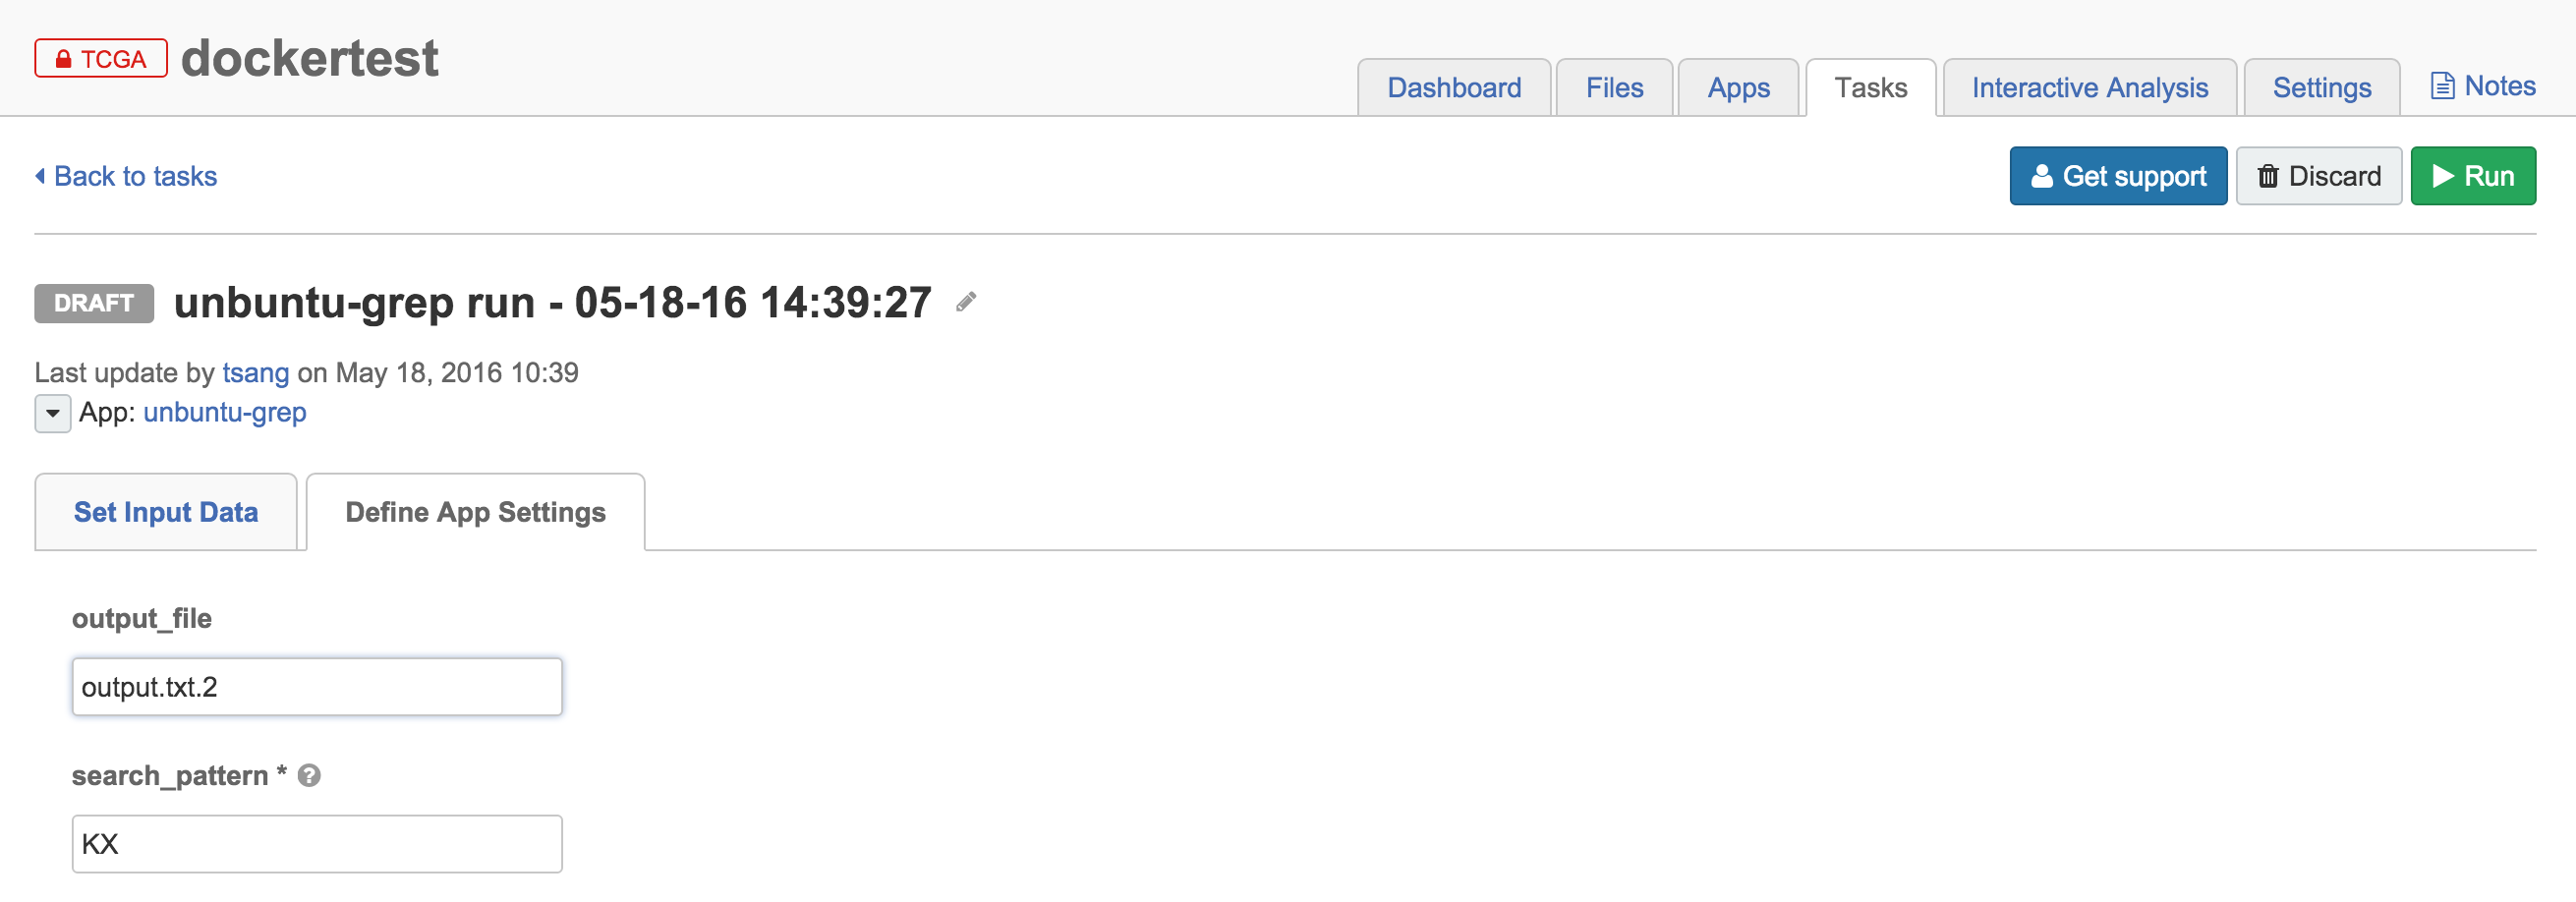 TCGA dockertest
Dashboard Files Apps Tasks Interactive Analysis Settings Notes
Back to tasks
Get support Discard Run
DRAFT unbuntu-grep run - 05-18-16 14:39:27
Last update by tsang on May 18, 2016 10:39
App: unbuntu-grep
Set Input Data Define App Settings
output_file
output.txt.2
search_pattern * ?
KX